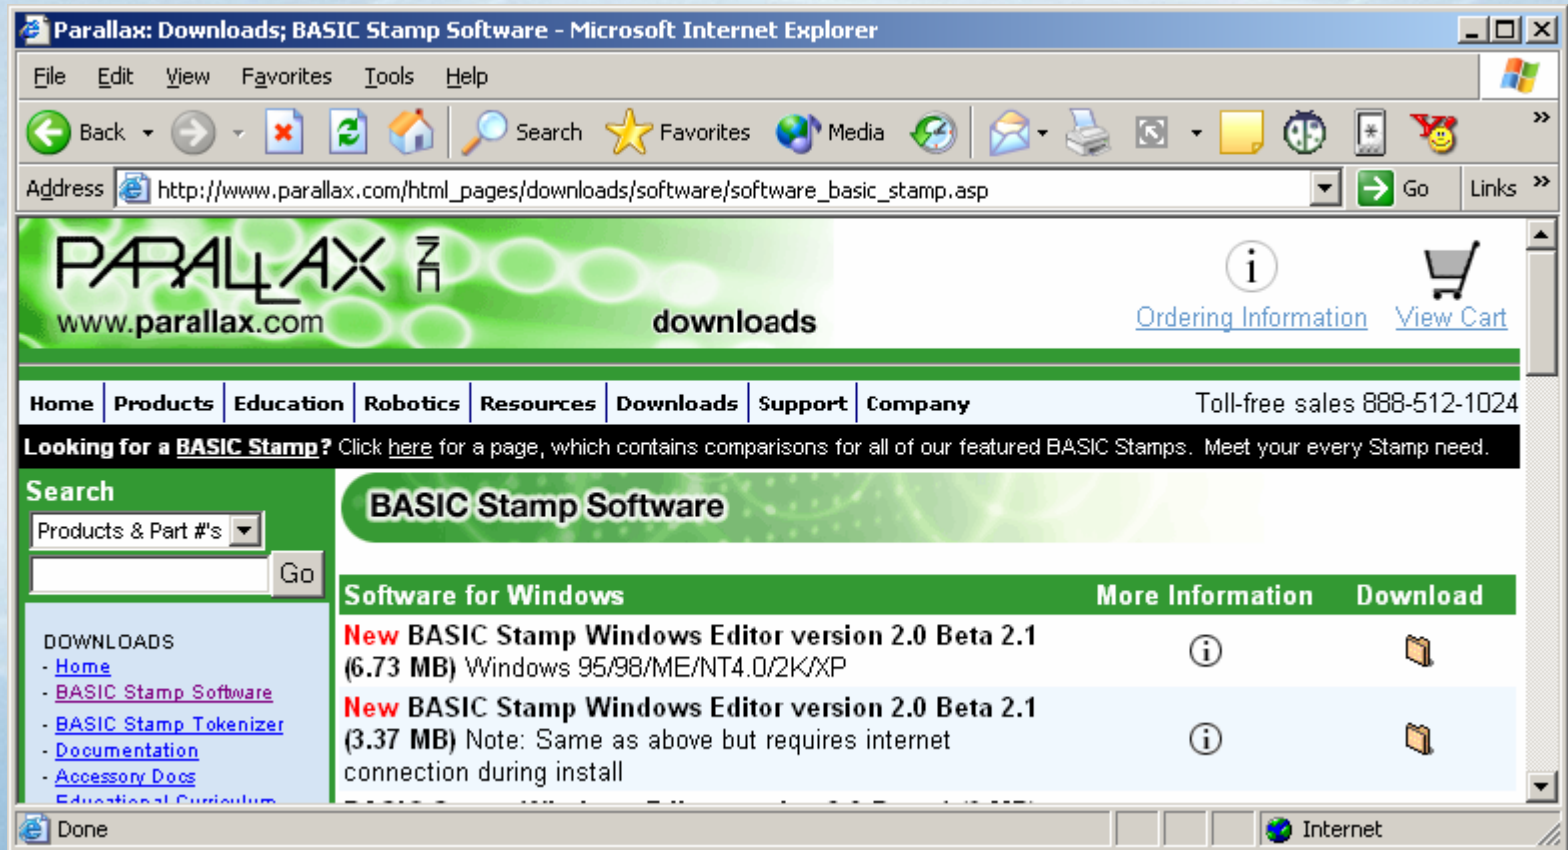 Parallax: Downloads; BASIC Stamp Software - Microsoft Internet Explorer
File Edit View Favorites Tools Help
Back Search Favorites Media »
Address http://www.parallax.com/html_pages/downloads/software/software_basic_stamp.asp Go Links »
PARALLAX INC
www.parallax.com downloads Ordering Information View Cart
Home Products Education Robotics Resources Downloads Support Company Toll-free sales 888-512-1024
Looking for a BASIC Stamp? Click here for a page, which contains comparisons for all of our featured BASIC Stamps. Meet your every Stamp need.
Search
Products & Part #'s
Go
DOWNLOADS
- Home
- BASIC Stamp Software
- BASIC Stamp Tokenizer
- Documentation
- Accessory Docs
- Educational Curriculum
BASIC Stamp Software
Software for Windows More Information Download
New BASIC Stamp Windows Editor version 2.0 Beta 2.1
(6.73 MB) Windows 95/98/ME/NT4.0/2K/XP
New BASIC Stamp Windows Editor version 2.0 Beta 2.1
(3.37 MB) Note: Same as above but requires internet
connection during install
Done Internet